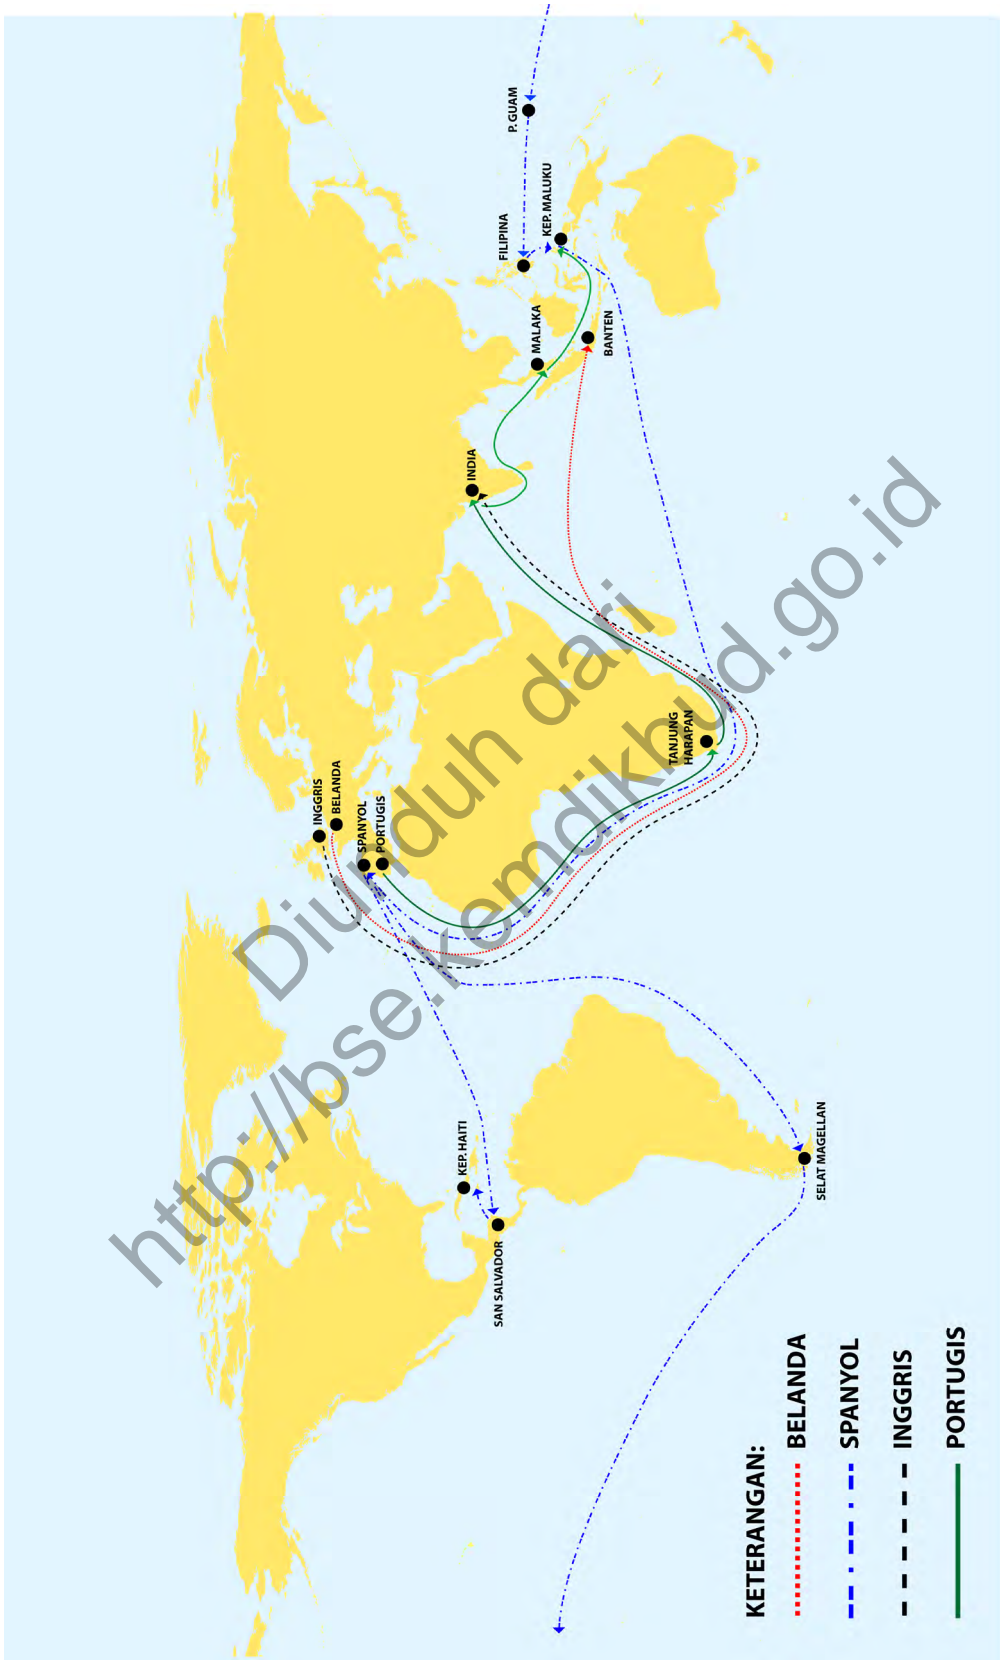 INGGRIS
BELANDA
SPANYOL
PORTUGIS
KEP. HAITI
SAN SALVADOR
INDIA
MALAKA
FILIPINA
P. GUAM
KEP. MALUKU
BANTEN
TANJUNG
HARAPAN
SELAT MAGELLAN
KETERANGAN:
BELANDA
SPANYOL
INGGRIS
PORTUGIS
Diunduh dari
http://bse.kemdikbud.go.id